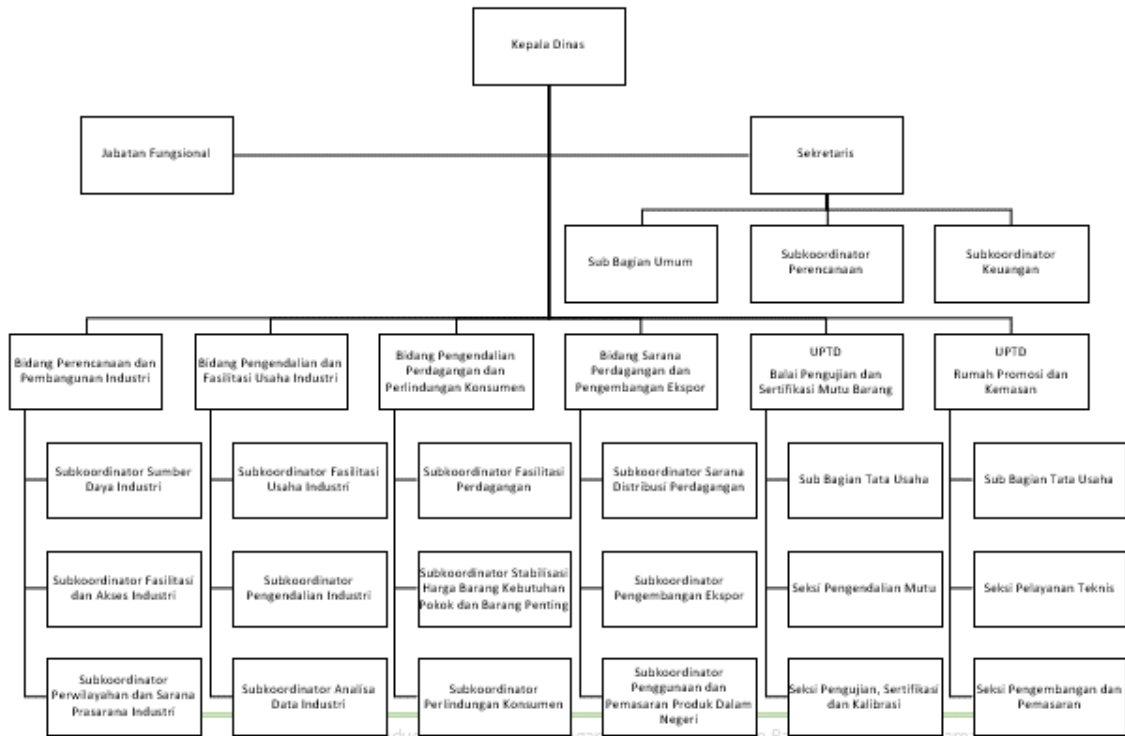 Kepala Dinas
Jabatan Fungsional
Sekretaris
Sub Bagian Umum
Subkoordinator
Perencanaan
Subkoordinator
Keuangan
Bidang Perencanaan dan
Pembangunan Industri
Bidang Pengendalian dan
Fasilitasi Usaha Industri
Bidang Pengendalian
Perdagangan dan
Perlindungan Konsumen
Bidang Sarana
Perdagangan dan
Pengembangan Ekspor
UPTD
Balai Pengujian dan
Sertifikasi Mutu Barang
UPTD
Rumah Promosi dan
Kemasan
Subkoordinator Sumber
Daya Industri
Subkoordinator Fasilitasi
Usaha Industri
Subkoordinator Fasilitasi
Perdagangan
Subkoordinator Sarana
Distribusi Perdagangan
Sub Bagian Tata Usaha
Sub Bagian Tata Usaha
Subkoordinator Fasilitasi
dan Akses Industri
Subkoordinator
Pengendalian Industri
Subkoordinator Stabilisasi
Harga Barang Kebutuhan
Pokok dan Barang Penting
Subkoordinator
Pengembangan Ekspor
Seksi Pengendalian Mutu
Seksi Pelayanan Teknis
Subkoordinator
Perwilayahan dan Sarana
Prasarana Industri
Subkoordinator Analisa
Data Industri
Subkoordinator
Perlindungan Konsumen
Subkoordinator
Penggunaan dan
Pemasaran Produk Dalam
Negeri
Seksi Pengujian, Sertifikasi
dan Kalibrasi
Seksi Pengembangan dan
Pemasaran